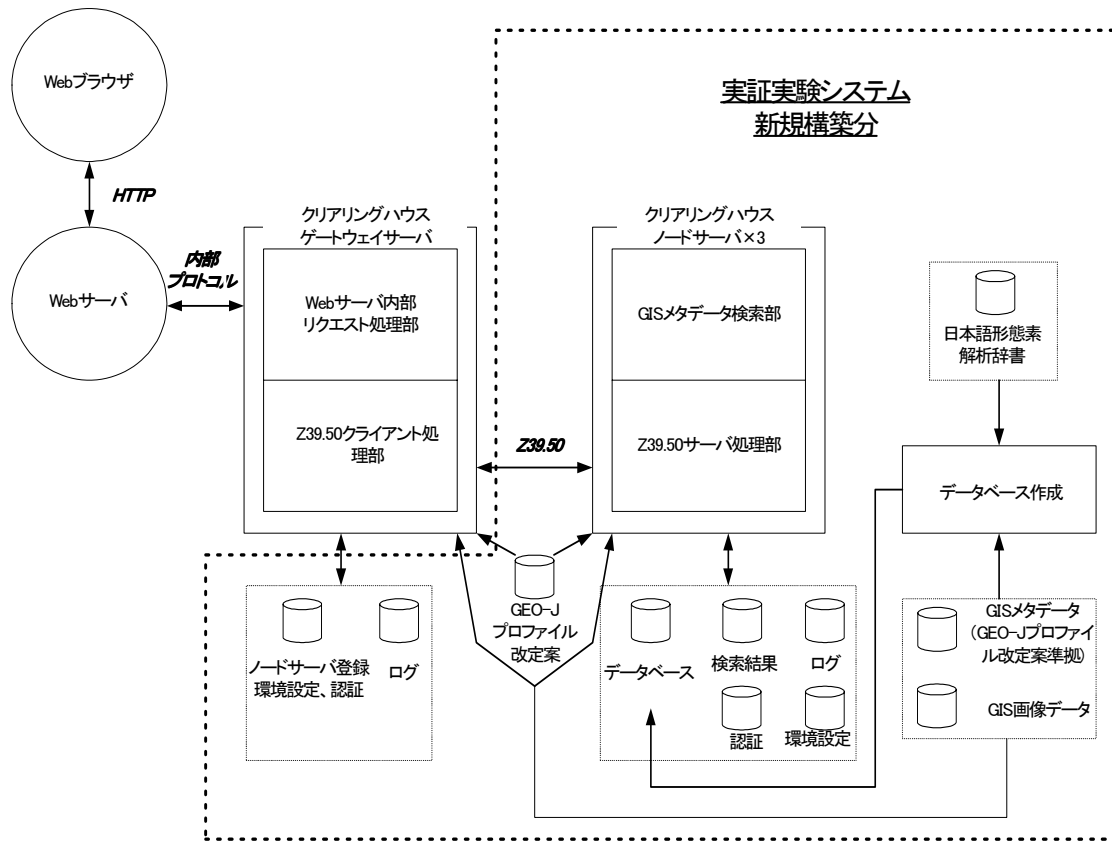 Webブラウザ
実証実験システム
新規構築分
HTTP
クリアリングハウス
ゲートウェイサーバ
クリアリングハウス
ノードサーバ×3
内部
プロトコル
Webサーバ
Webサーバ内部
リクエスト処理部
GISメタデータ検索部
日本語形態素
解析辞書
Z39.50クライアント処
理部
Z39.50
Z39.50サーバ処理部
データベース作成
GEO-J
プロファイル
改定案
ノードサーバ登録
環境設定、認証
ログ
データベース
検索結果
ログ
認証
環境設定
GISメタデータ
(GEO-Jプロファイ
ル改定案準拠)
GIS画像データ